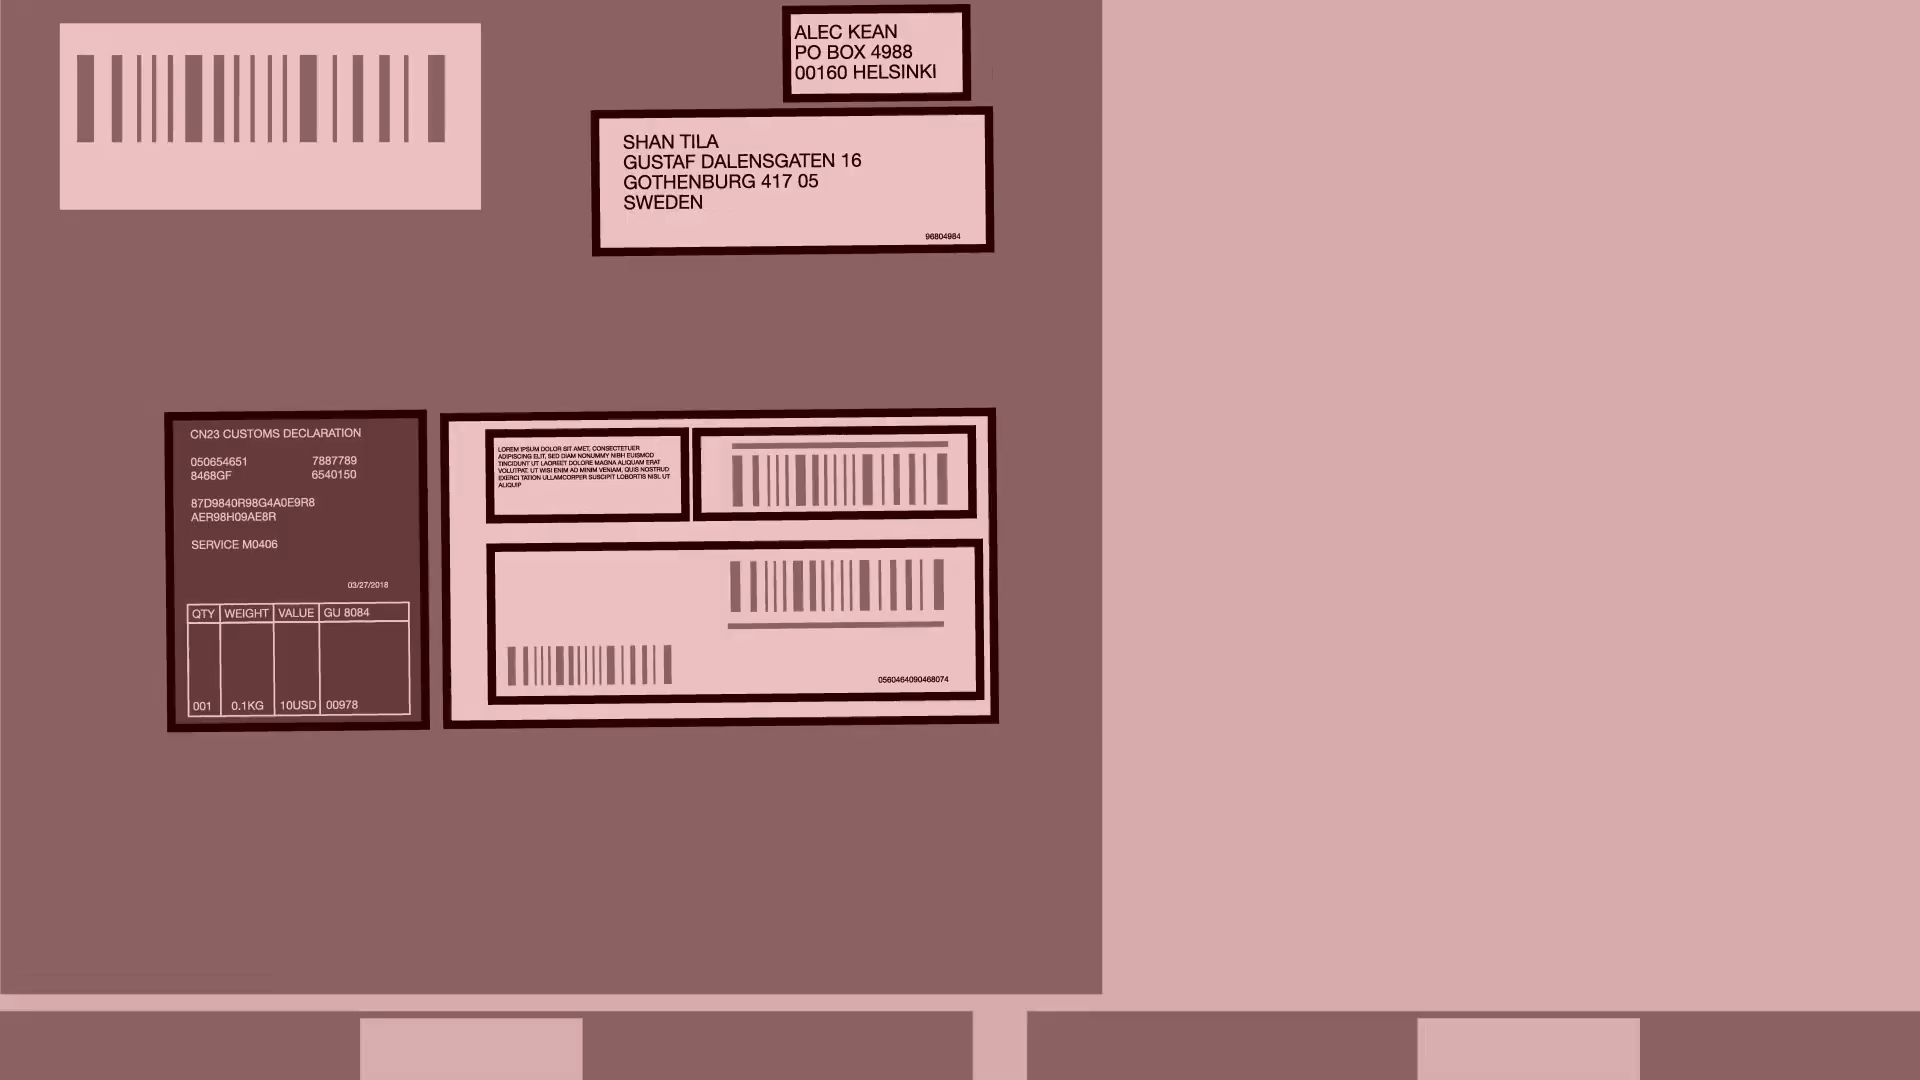 ALEC KEAN
PO BOX 4988
00160 HELSINKI
SHAN TILA
GUSTAF DALENSGATEN 16
GOTHENBURG 417 05
SWEDEN
96804984
CN23 CUSTOMS DECLARATION
050654651 7887789
8468GF 6540150
87D9840R98G4A0E9R8
AER98H09AE8R
SERVICE M0406
03/27/2018
QTY WEIGHT VALUE GU 8084
001 0.1KG 10USD 00978
LOREM IPSUM DOLOR SIT AMET, CONSECTETUER
ADIPISCING ELIT, SED DIAM NONUMMY NIBH EUISMOD
TINCIDUNT UT LAOREET DOLORE MAGNA ALIQUAM ERAT
VOLUTPAT. UT WISI ENIM AD MINIM VENIAM, QUIS NOSTRUD
EXERCI TATION ULLAMCORPER SUSCIPIT LOBORTIS NISL UT
ALIQUIP
0560464090468074